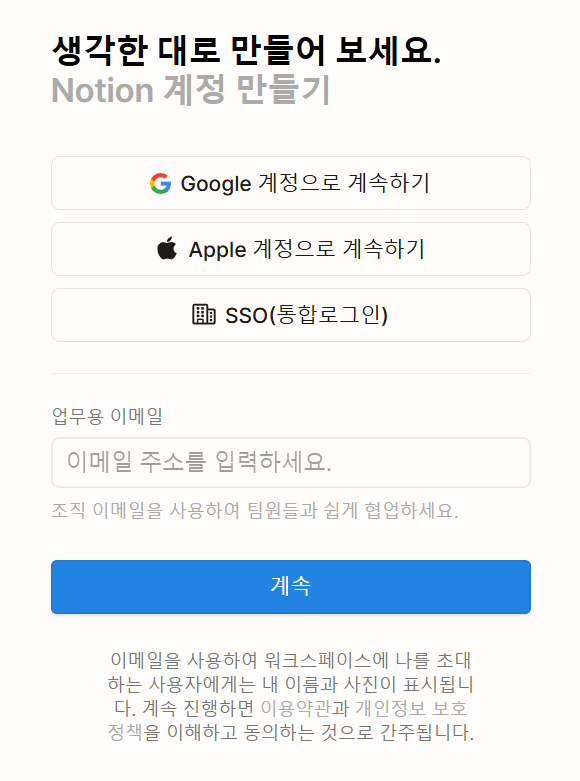 생각한 대로 만들어 보세요.
Notion 계정 만들기
Google 계정으로 계속하기
Apple 계정으로 계속하기
SSO(통합로그인)
업무용 이메일
이메일 주소를 입력하세요.
조직 이메일을 사용하여 팀원들과 쉽게 협업하세요.
계속
이메일을 사용하여 워크스페이스에 나를 초대
하는 사용자에게는 내 이름과 사진이 표시됩니
다. 계속 진행하면 이용약관과 개인정보 보호
정책을 이해하고 동의하는 것으로 간주됩니다.